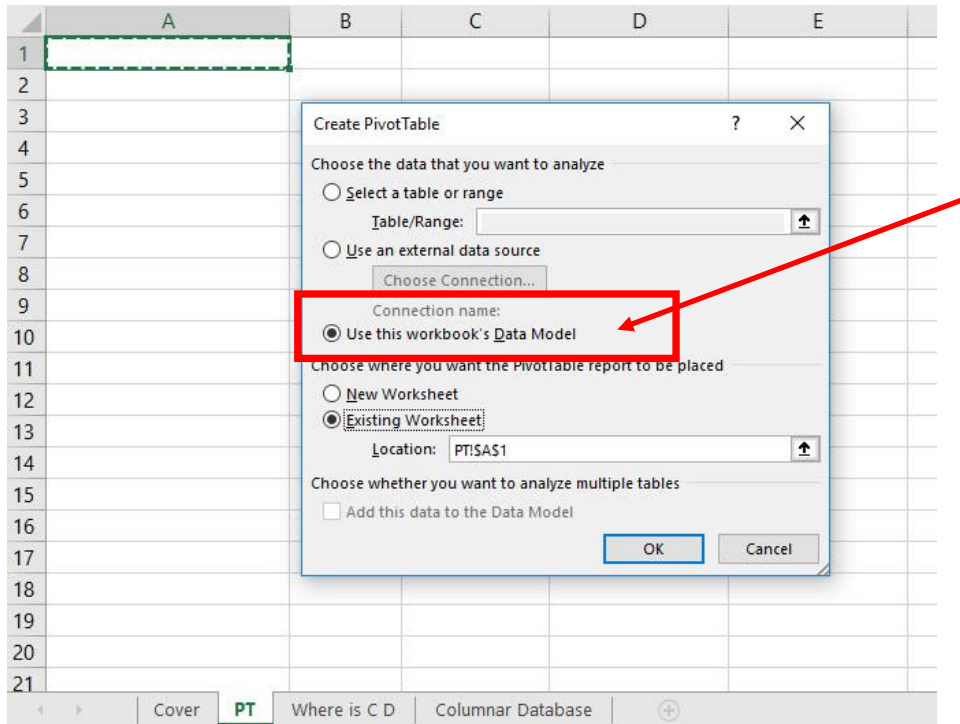 A B C D E
1
2
3
Create PivotTable ? ×
4
Choose the data that you want to analyze
5
Select a table or range
6
Table/Range:
7
Use an external data source
8
Choose Connection...
9
Connection name:
10
Use this workbook's Data Model
11
Choose where you want the PivotTable report to be placed
12
New Worksheet
13
Existing Worksheet
14
Location: PT!$A$1
15
Choose whether you want to analyze multiple tables
16
Add this data to the Data Model
17
OK Cancel
18
19
20
21
Cover PT Where is C D Columnar Database